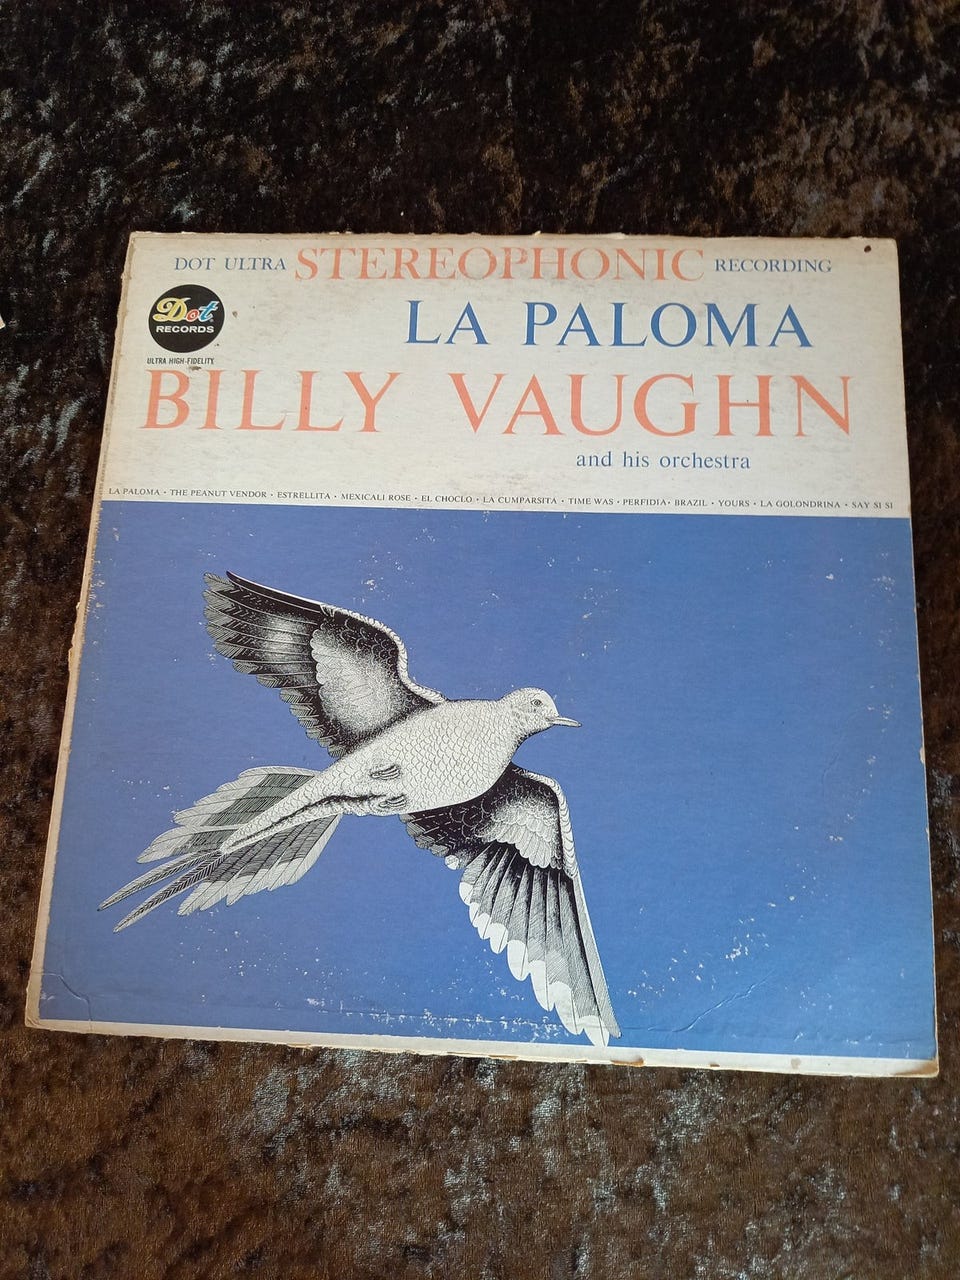 DOT ULTRA STEREOPHONIC RECORDING
Dot
RECORDS
ULTRA HIGH-FIDELITY
LA PALOMA
BILLY VAUGHN
and his orchestra
LA PALOMA • THE PEANUT VENDOR • ESTRELLITA • MEXICALI ROSE • EL CHOCLO • LA CUMPARSITA • TIME WAS • PERFIDIA • BRAZIL • YOURS • LA GOLONDRINA • SAY SI SI